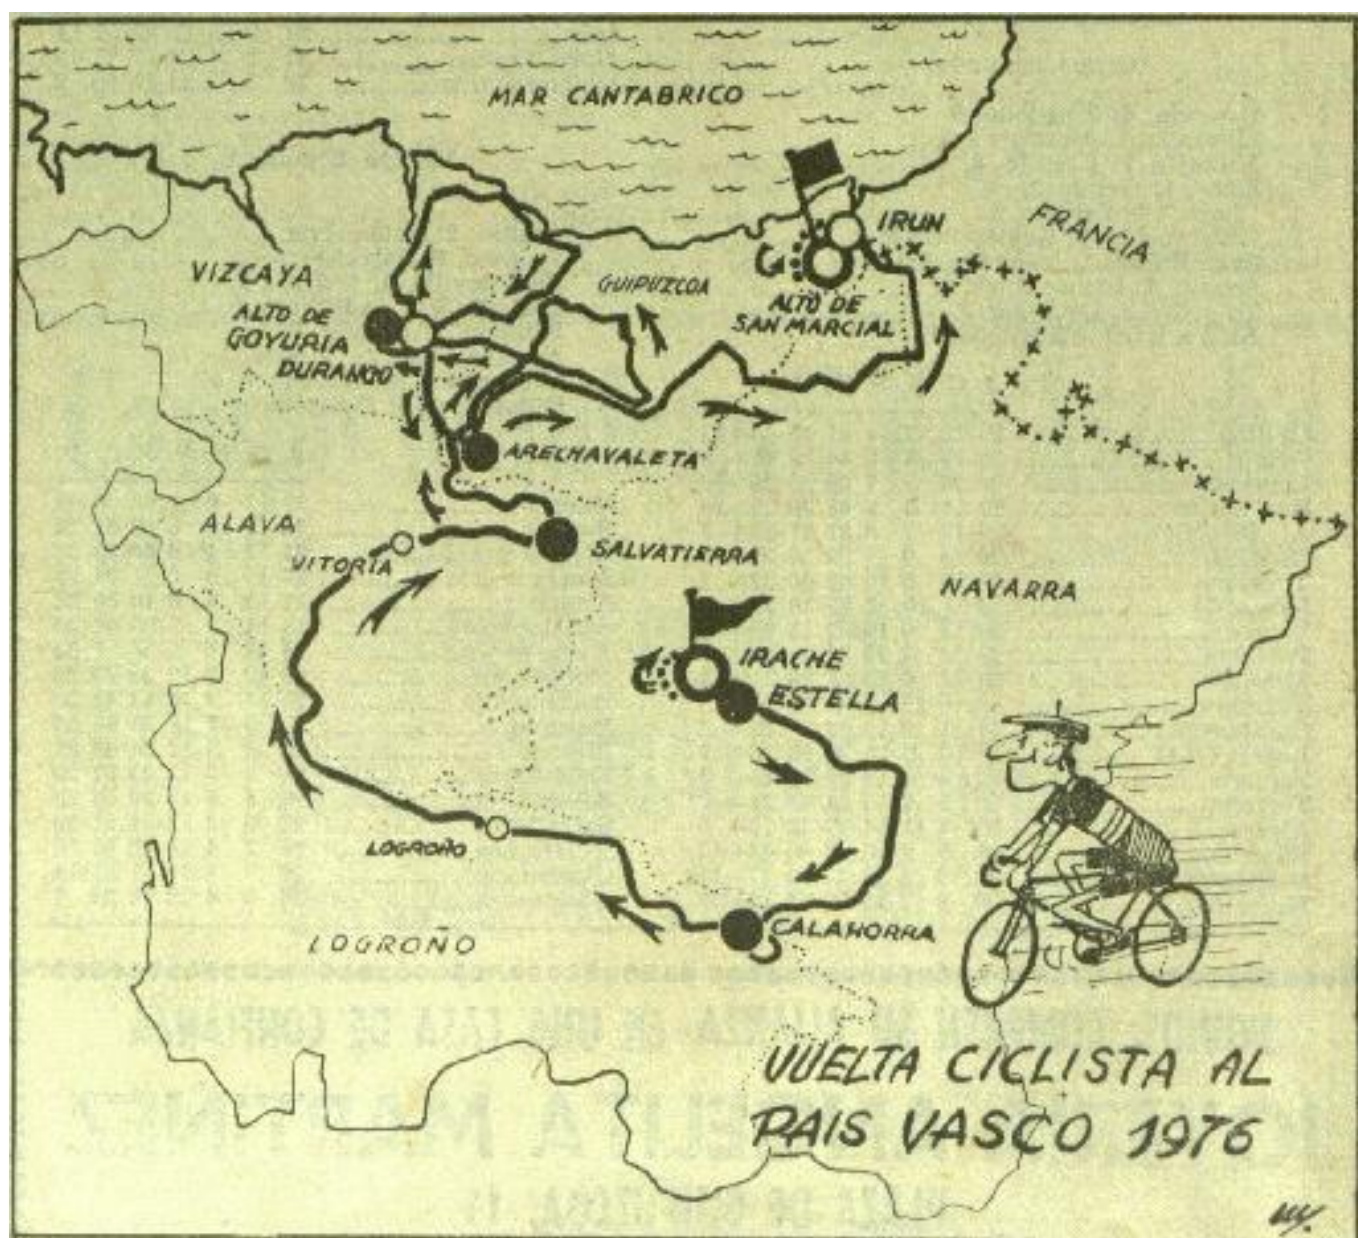 MAR CANTABRICO
FRANCIA
IRUN
VIZCAYA
GUIPUZCOA
ALTO DE
SAN MARCIAL
ALTO DE
GOYURIA
DURANGO
ARECHAVALETA
ALAVA
VITORIA
SALVATIERRA
NAVARRA
IRACHE
ESTELLA
LOGROÑO
CALAHORRA
LOGROÑO
VUELTA CICLISTA AL
PAIS VASCO 1976